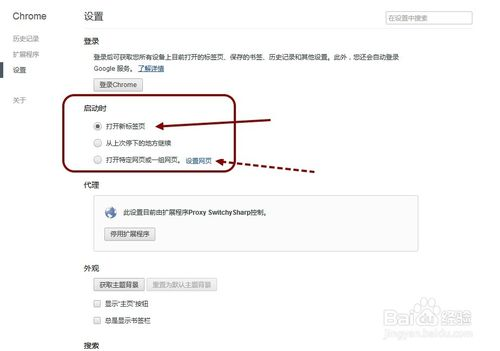 Chrome
设置
在设置中搜索
历史记录
扩展程序
设置
关于
登录
登录后可获取您所有设备上目前打开的标签页、保存的书签、历史记录和其他设置。此外，您还会自动登录
Google 服务。了解详情
登录Chrome
启动时
打开新标签页
从上次停下的地方继续
打开特定网页或一组网页。 设置网页
代理
此设置目前由扩展程序Proxy SwitchySharp控制。
停用扩展程序
外观
获取主题背景 重置为默认主题背景
显示“主页”按钮
总是显示书签栏
搜索
Baidu经验
jingyan.baidu.com